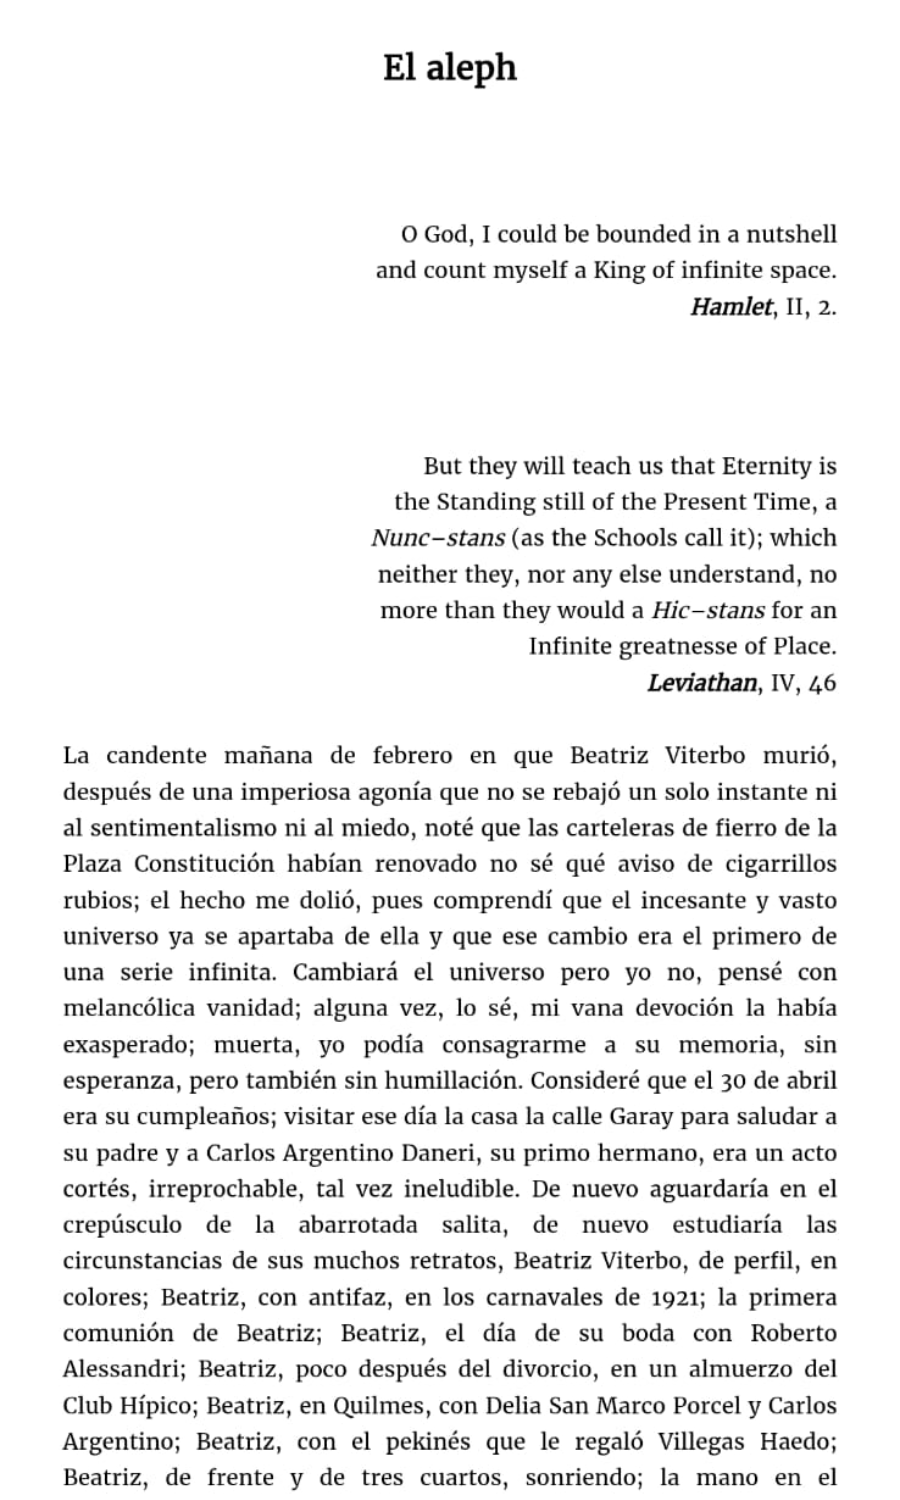 El aleph
O God, I could be bounded in a nutshell
and count myself a King of infinite space.
Hamlet, II, 2.
But they will teach us that Eternity is
the Standing still of the Present Time, a
Nunc–stans (as the Schools call it); which
neither they, nor any else understand, no
more than they would a Hic–stans for an
Infinite greatnesse of Place.
Leviathan, IV, 46
La candente mañana de febrero en que Beatriz Viterbo murió,
después de una imperiosa agonía que no se rebajó un solo instante ni
al sentimentalismo ni al miedo, noté que las carteleras de fierro de la
Plaza Constitución habían renovado no sé qué aviso de cigarrillos
rubios; el hecho me dolió, pues comprendí que el incesante y vasto
universo ya se apartaba de ella y que ese cambio era el primero de
una serie infinita. Cambiará el universo pero yo no, pensé con
melancólica vanidad; alguna vez, lo sé, mi vana devoción la había
exasperado; muerta, yo podía consagrarme a su memoria, sin
esperanza, pero también sin humillación. Consideré que el 30 de abril
era su cumpleaños; visitar ese día la casa la calle Garay para saludar a
su padre y a Carlos Argentino Daneri, su primo hermano, era un acto
cortés, irreprochable, tal vez ineludible. De nuevo aguardaría en el
crepúsculo de la abarrotada salita, de nuevo estudiaría las
circunstancias de sus muchos retratos, Beatriz Viterbo, de perfil, en
colores; Beatriz, con antifaz, en los carnavales de 1921; la primera
comunión de Beatriz; Beatriz, el día de su boda con Roberto
Alessandri; Beatriz, poco después del divorcio, en un almuerzo del
Club Hípico; Beatriz, en Quilmes, con Delia San Marco Porcel y Carlos
Argentino; Beatriz, con el pekinés que le regaló Villegas Haedo;
Beatriz, de frente y de tres cuartos, sonriendo; la mano en el